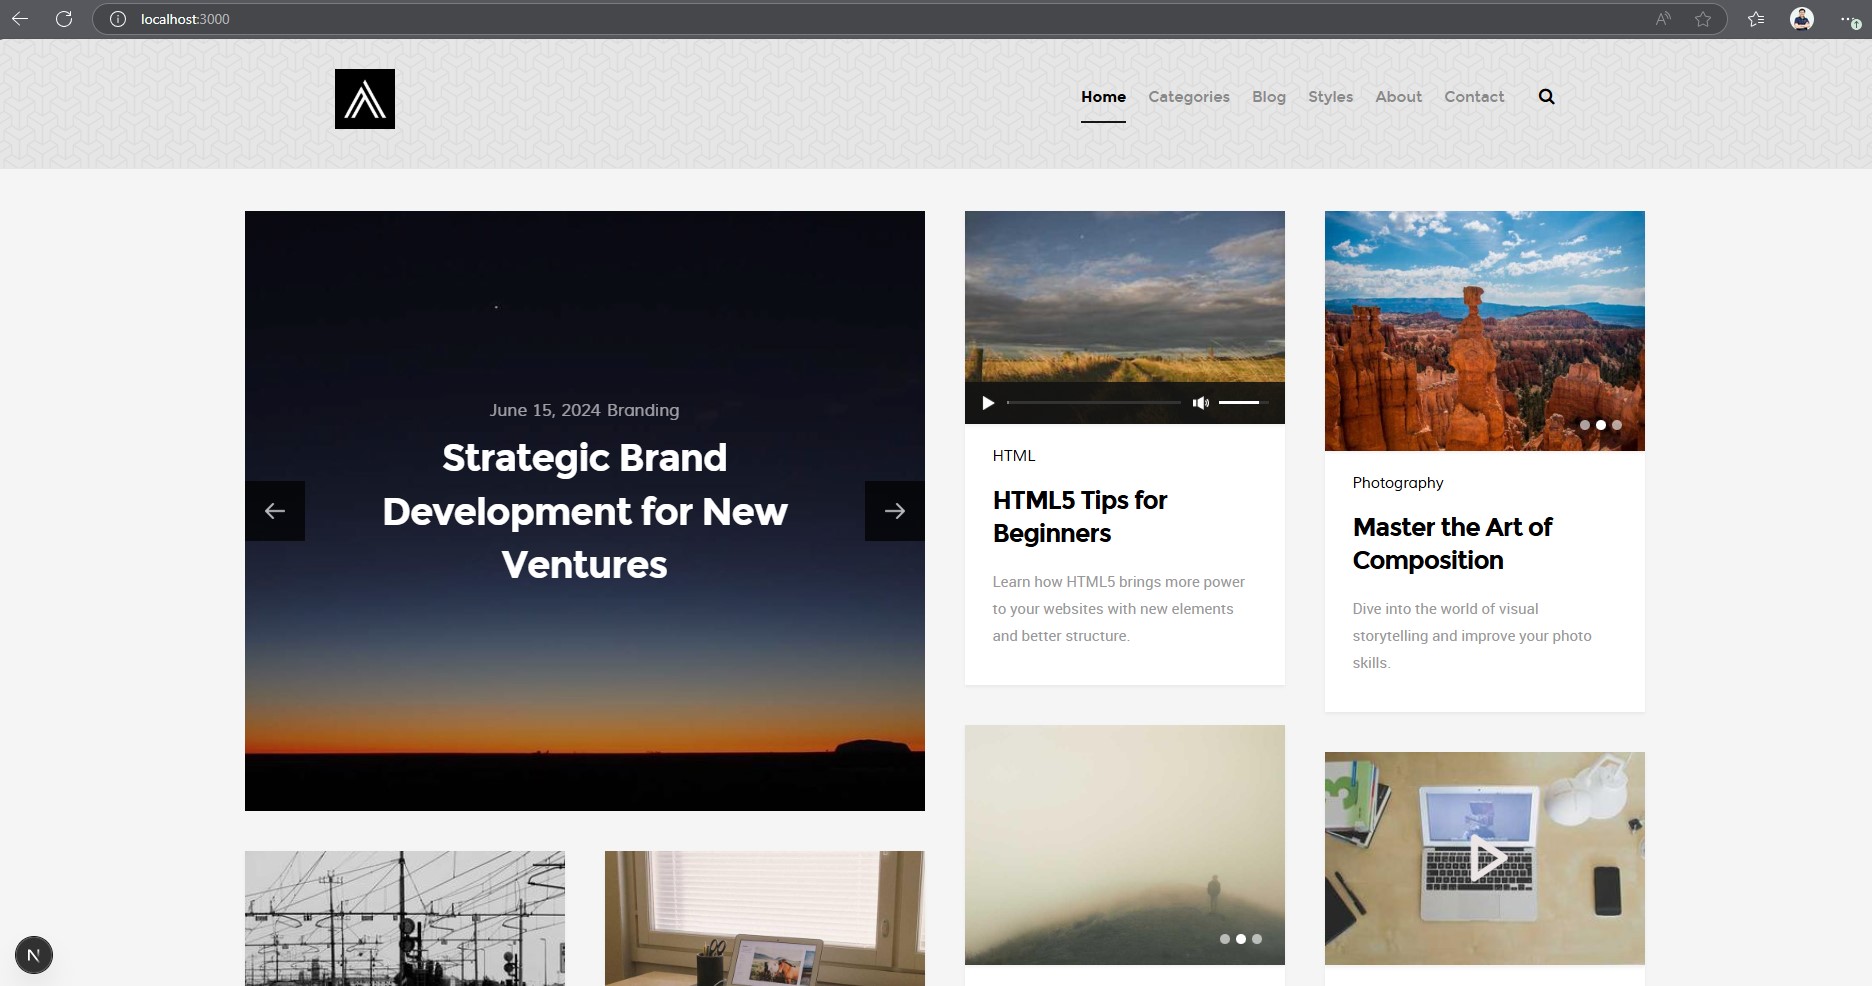 localhost:3000
Home Categories Blog Styles About Contact
June 15, 2024 Branding
Strategic Brand
Development for New
Ventures
HTML
HTML5 Tips for
Beginners
Learn how HTML5 brings more power
to your websites with new elements
and better structure.
Photography
Master the Art of
Composition
Dive into the world of visual
storytelling and improve your photo
skills.
N